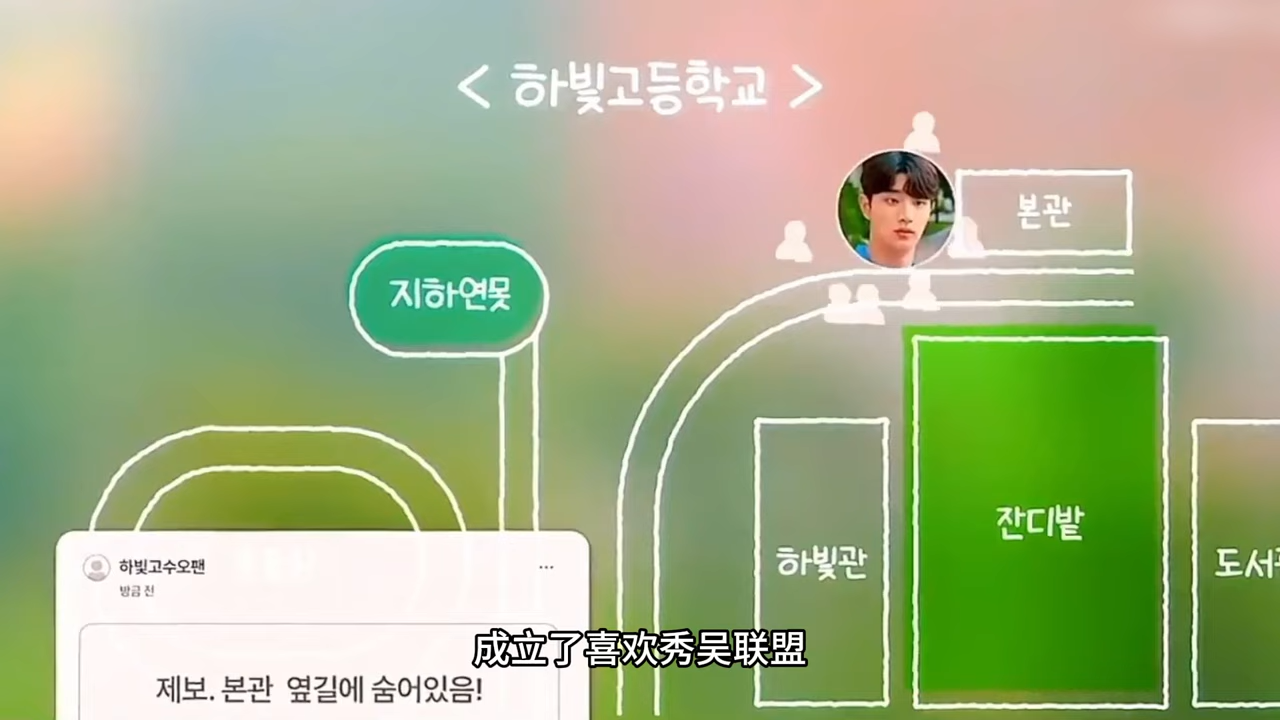 < 하빛고등학교 >
본관
지하연못
잔디밭
하빛관
도서
하빛고수오팬
방금 전
...
제보. 본관 옆길에 숨어있음!
成立了喜欢秀吴联盟